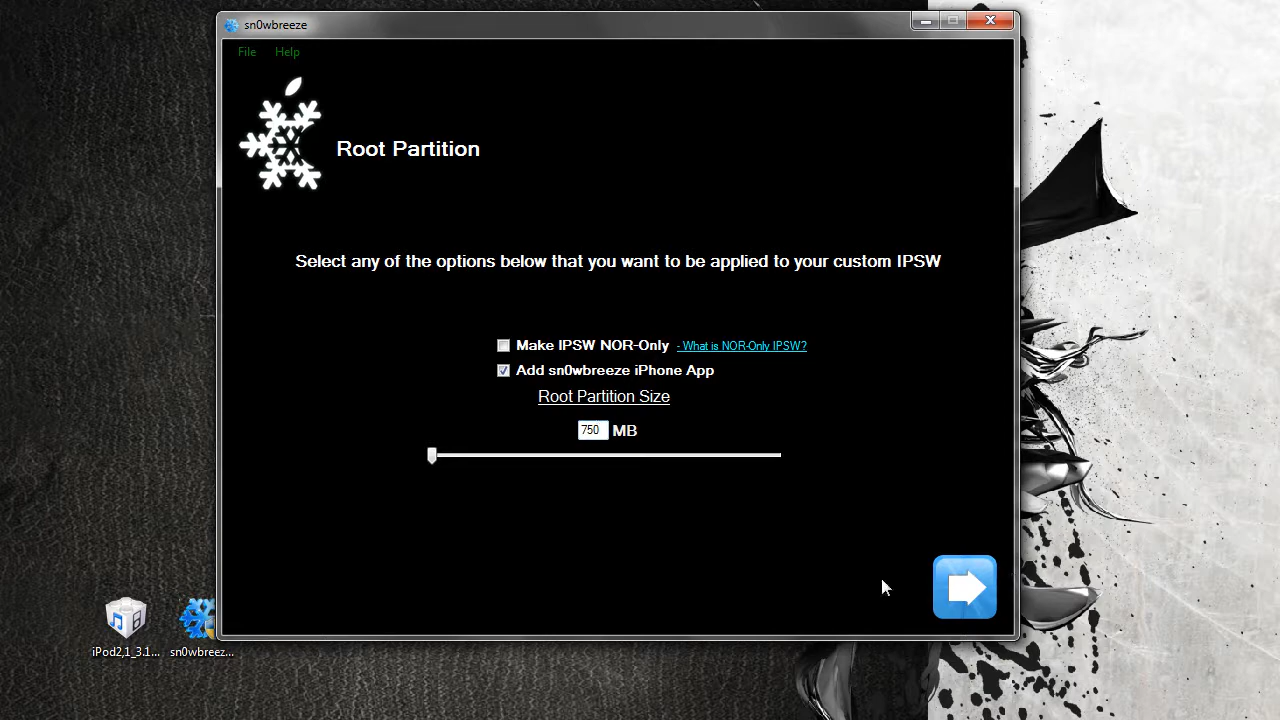 sn0wbreeze
File Help
Root Partition
Select any of the options below that you want to be applied to your custom IPSW
Make IPSW NOR-Only - What is NOR-Only IPSW?
Add sn0wbreeze iPhone App
Root Partition Size
750 MB
iPod2,1_3.1... sn0wbreez...